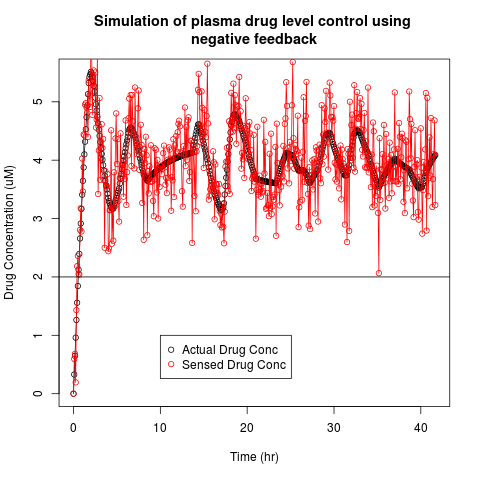 Simulation of plasma drug level control using
negative feedback
Drug Concentration (uM)
5
4
3
2
1
0
Actual Drug Conc
Sensed Drug Conc
0
10
20
30
40
Time (hr)